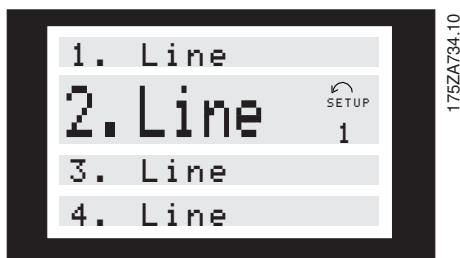 1. Line
2. Line
SETUP
1
3. Line
4. Line
175ZA734.10